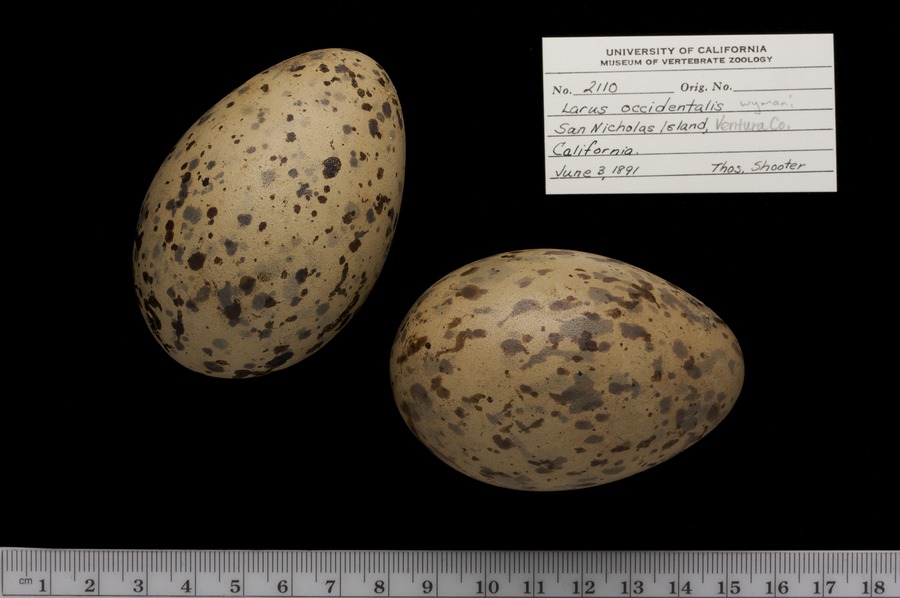 UNIVERSITY OF CALIFORNIA
MUSEUM OF VERTEBRATE ZOOLOGY
No. 2110 Orig. No.
Larus occidentalis wymani
San Nicholas Island, Ventura Co.
California.
June 3, 1891 Thos. Shooter
cm 1 2 3 4 5 6 7 8 9 10 11 12 13 14 15 16 17 18